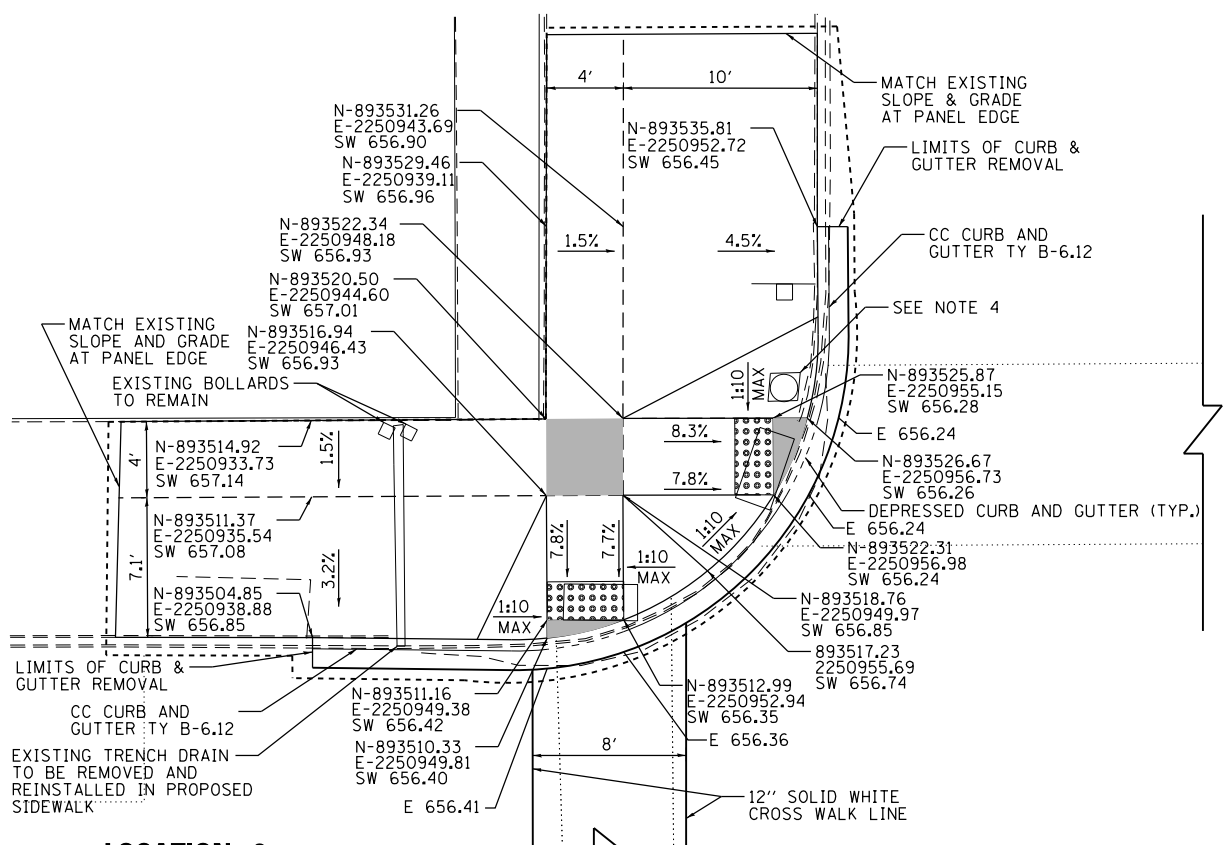 4'
10'
MATCH EXISTING
SLOPE & GRADE
AT PANEL EDGE
N-893531.26
E-2250943.69
SW 656.90
N-893535.81
E-2250952.72
SW 656.45
LIMITS OF CURB &
GUTTER REMOVAL
N-893529.46
E-2250939.11
SW 656.96
N-893522.34
E-2250948.18
SW 656.93
1.5%
4.5%
CC CURB AND
GUTTER TY B-6.12
N-893520.50
E-2250944.60
SW 657.01
SEE NOTE 4
MATCH EXISTING
SLOPE AND GRADE
AT PANEL EDGE
N-893516.94
E-2250946.43
SW 656.93
EXISTING BOLLARDS
TO REMAIN
1:10
MAX
N-893525.87
E-2250955.15
SW 656.28
E 656.24
4'
N-893514.92
E-2250933.73
SW 657.14
1.5%
8.3%
7.8%
N-893526.67
E-2250956.73
SW 656.26
DEPRESSED CURB AND GUTTER (TYP.)
E 656.24
N-893511.37
E-2250935.54
SW 657.08
7.1'
3.2%
7.8%
7.7%
1:10
MAX
1:10
MAX
N-893522.31
E-2250956.98
SW 656.24
N-893504.85
E-2250938.88
SW 656.85
1:10
MAX
N-893518.76
E-2250949.97
SW 656.85
893517.23
2250955.69
SW 656.74
LIMITS OF CURB &
GUTTER REMOVAL
N-893511.16
E-2250949.38
SW 656.42
N-893512.99
E-2250952.94
SW 656.35
CC CURB AND
GUTTER TY B-6.12
N-893510.33
E-2250949.81
SW 656.40
E 656.36
8'
EXISTING TRENCH DRAIN
TO BE REMOVED AND
REINSTALLED IN PROPOSED
SIDEWALK
E 656.41
12'' SOLID WHITE
CROSS WALK LINE